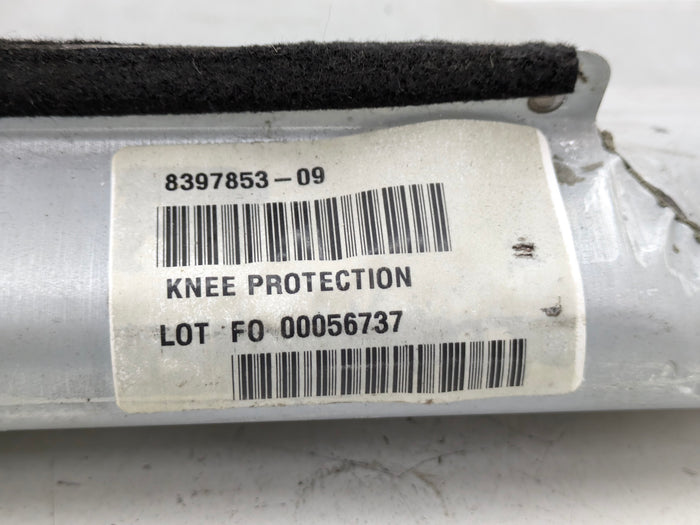 8397853-09
KNEE PROTECTION
LOT FO 00056737